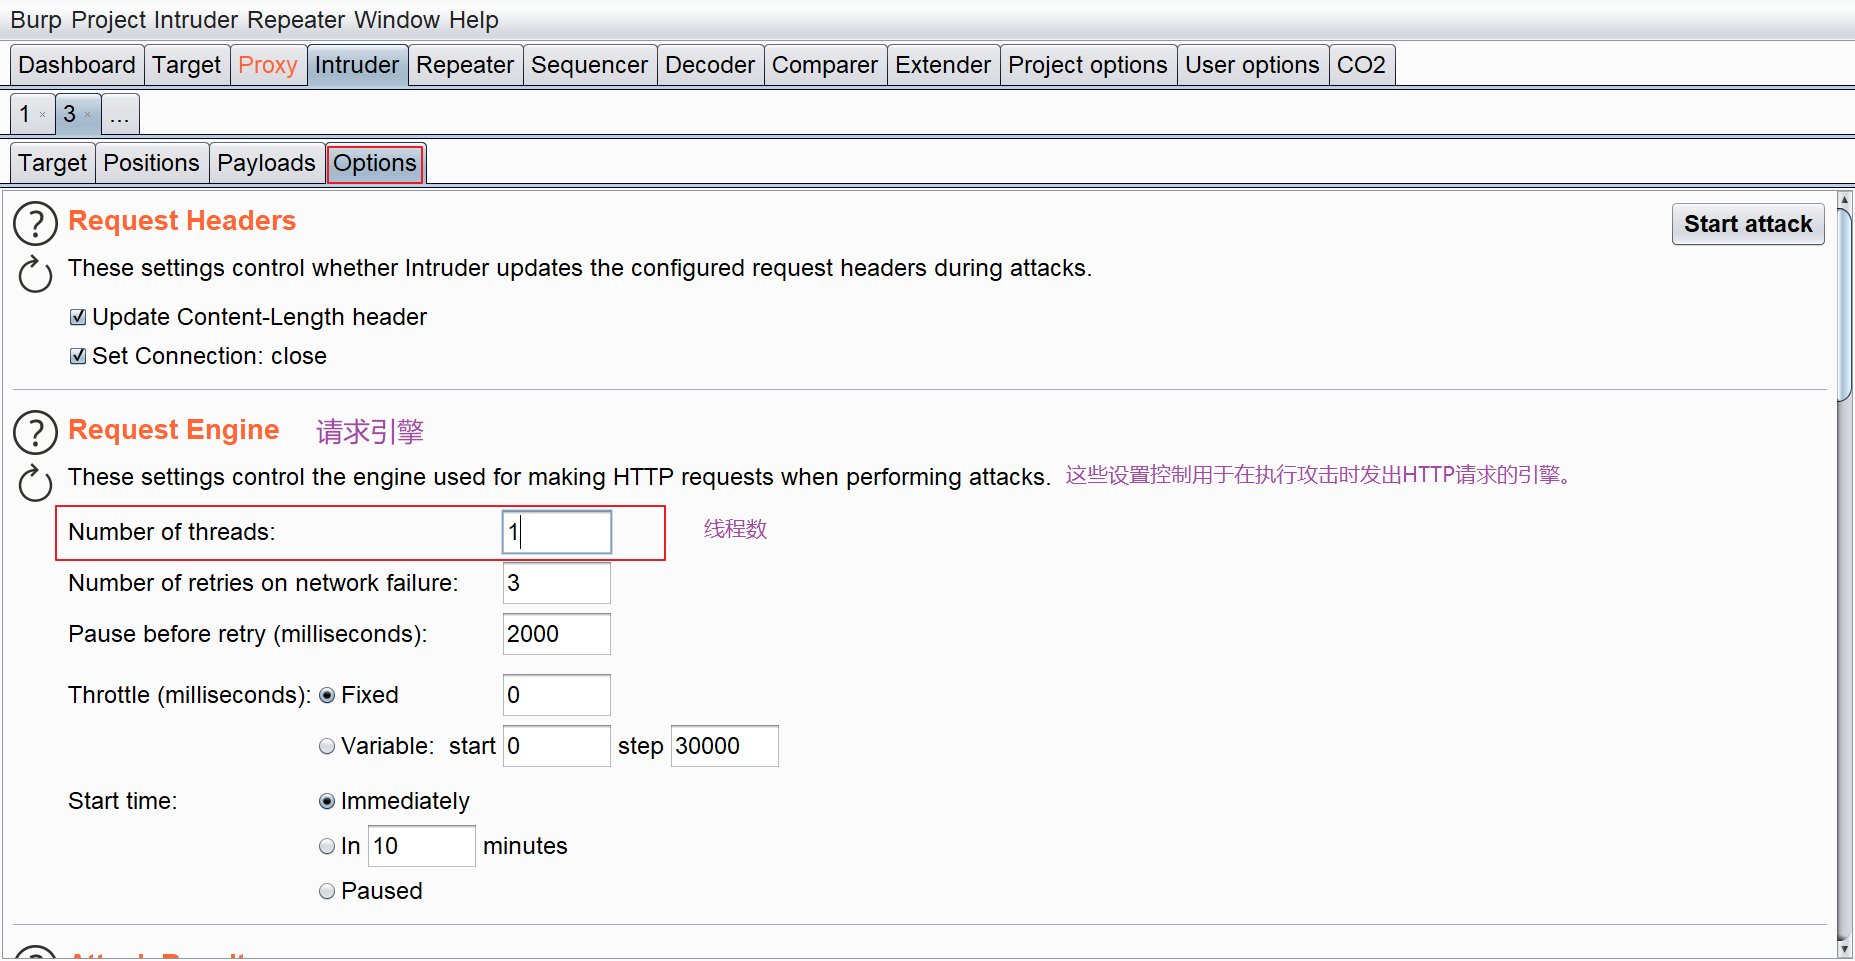 Burp Project Intruder Repeater Window Help
Dashboard Target Proxy Intruder Repeater Sequencer Decoder Comparer Extender Project options User options CO2
1 × 3 × ...
Target Positions Payloads Options
Request Headers
Start attack
These settings control whether Intruder updates the configured request headers during attacks.
Update Content-Length header
Set Connection: close
Request Engine 请求引擎
These settings control the engine used for making HTTP requests when performing attacks. 这些设置控制用于在执行攻击时发出HTTP请求的引擎。
Number of threads: 1 线程数
Number of retries on network failure: 3
Pause before retry (milliseconds): 2000
Throttle (milliseconds): Fixed 0
Variable: start 0 step 30000
Start time: Immediately
In 10 minutes
Paused